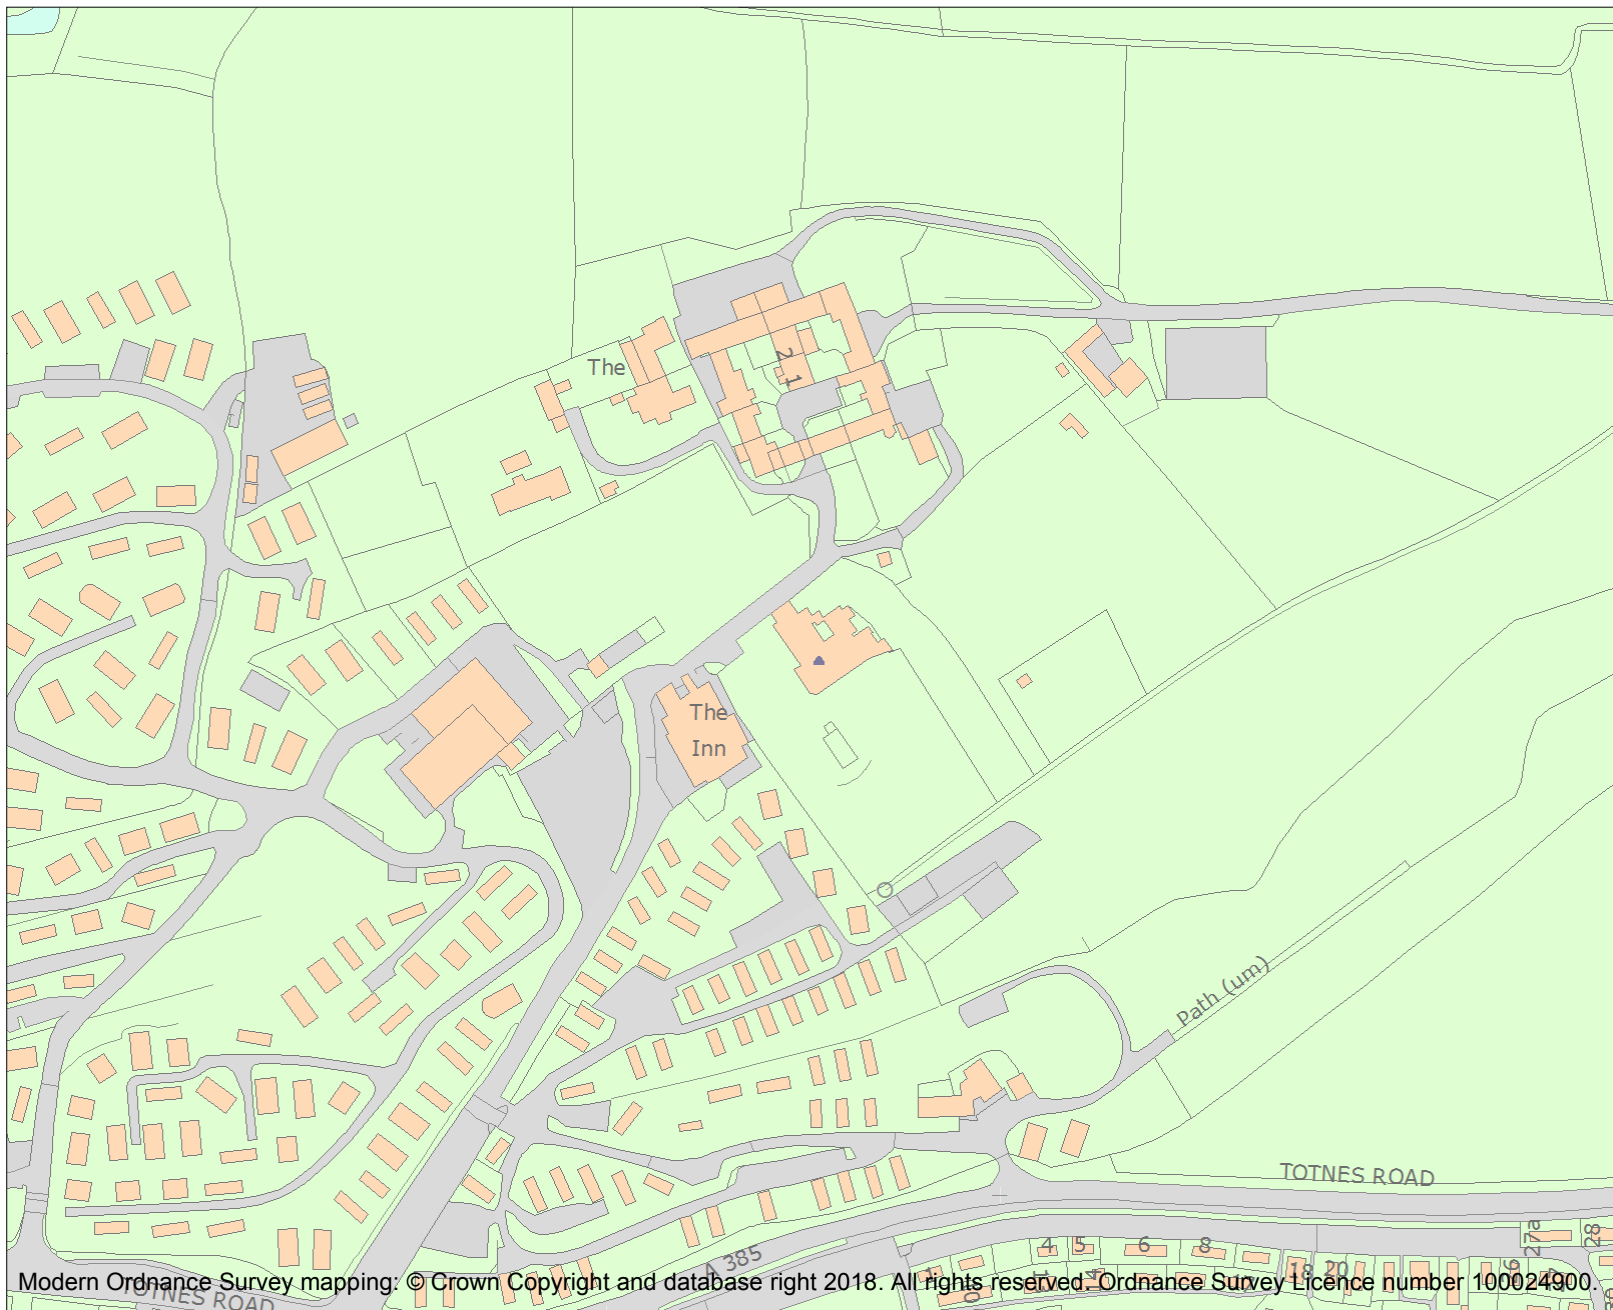 The
2
1
The
Inn
Path (um)
TOTNES ROAD
A 385
4
5
6
8
27a
28
18
20
TOTNES ROAD
Modern Ordnance Survey mapping: © Crown Copyright and database right 2018. All rights reserved. Ordnance Survey Licence number 100024900.